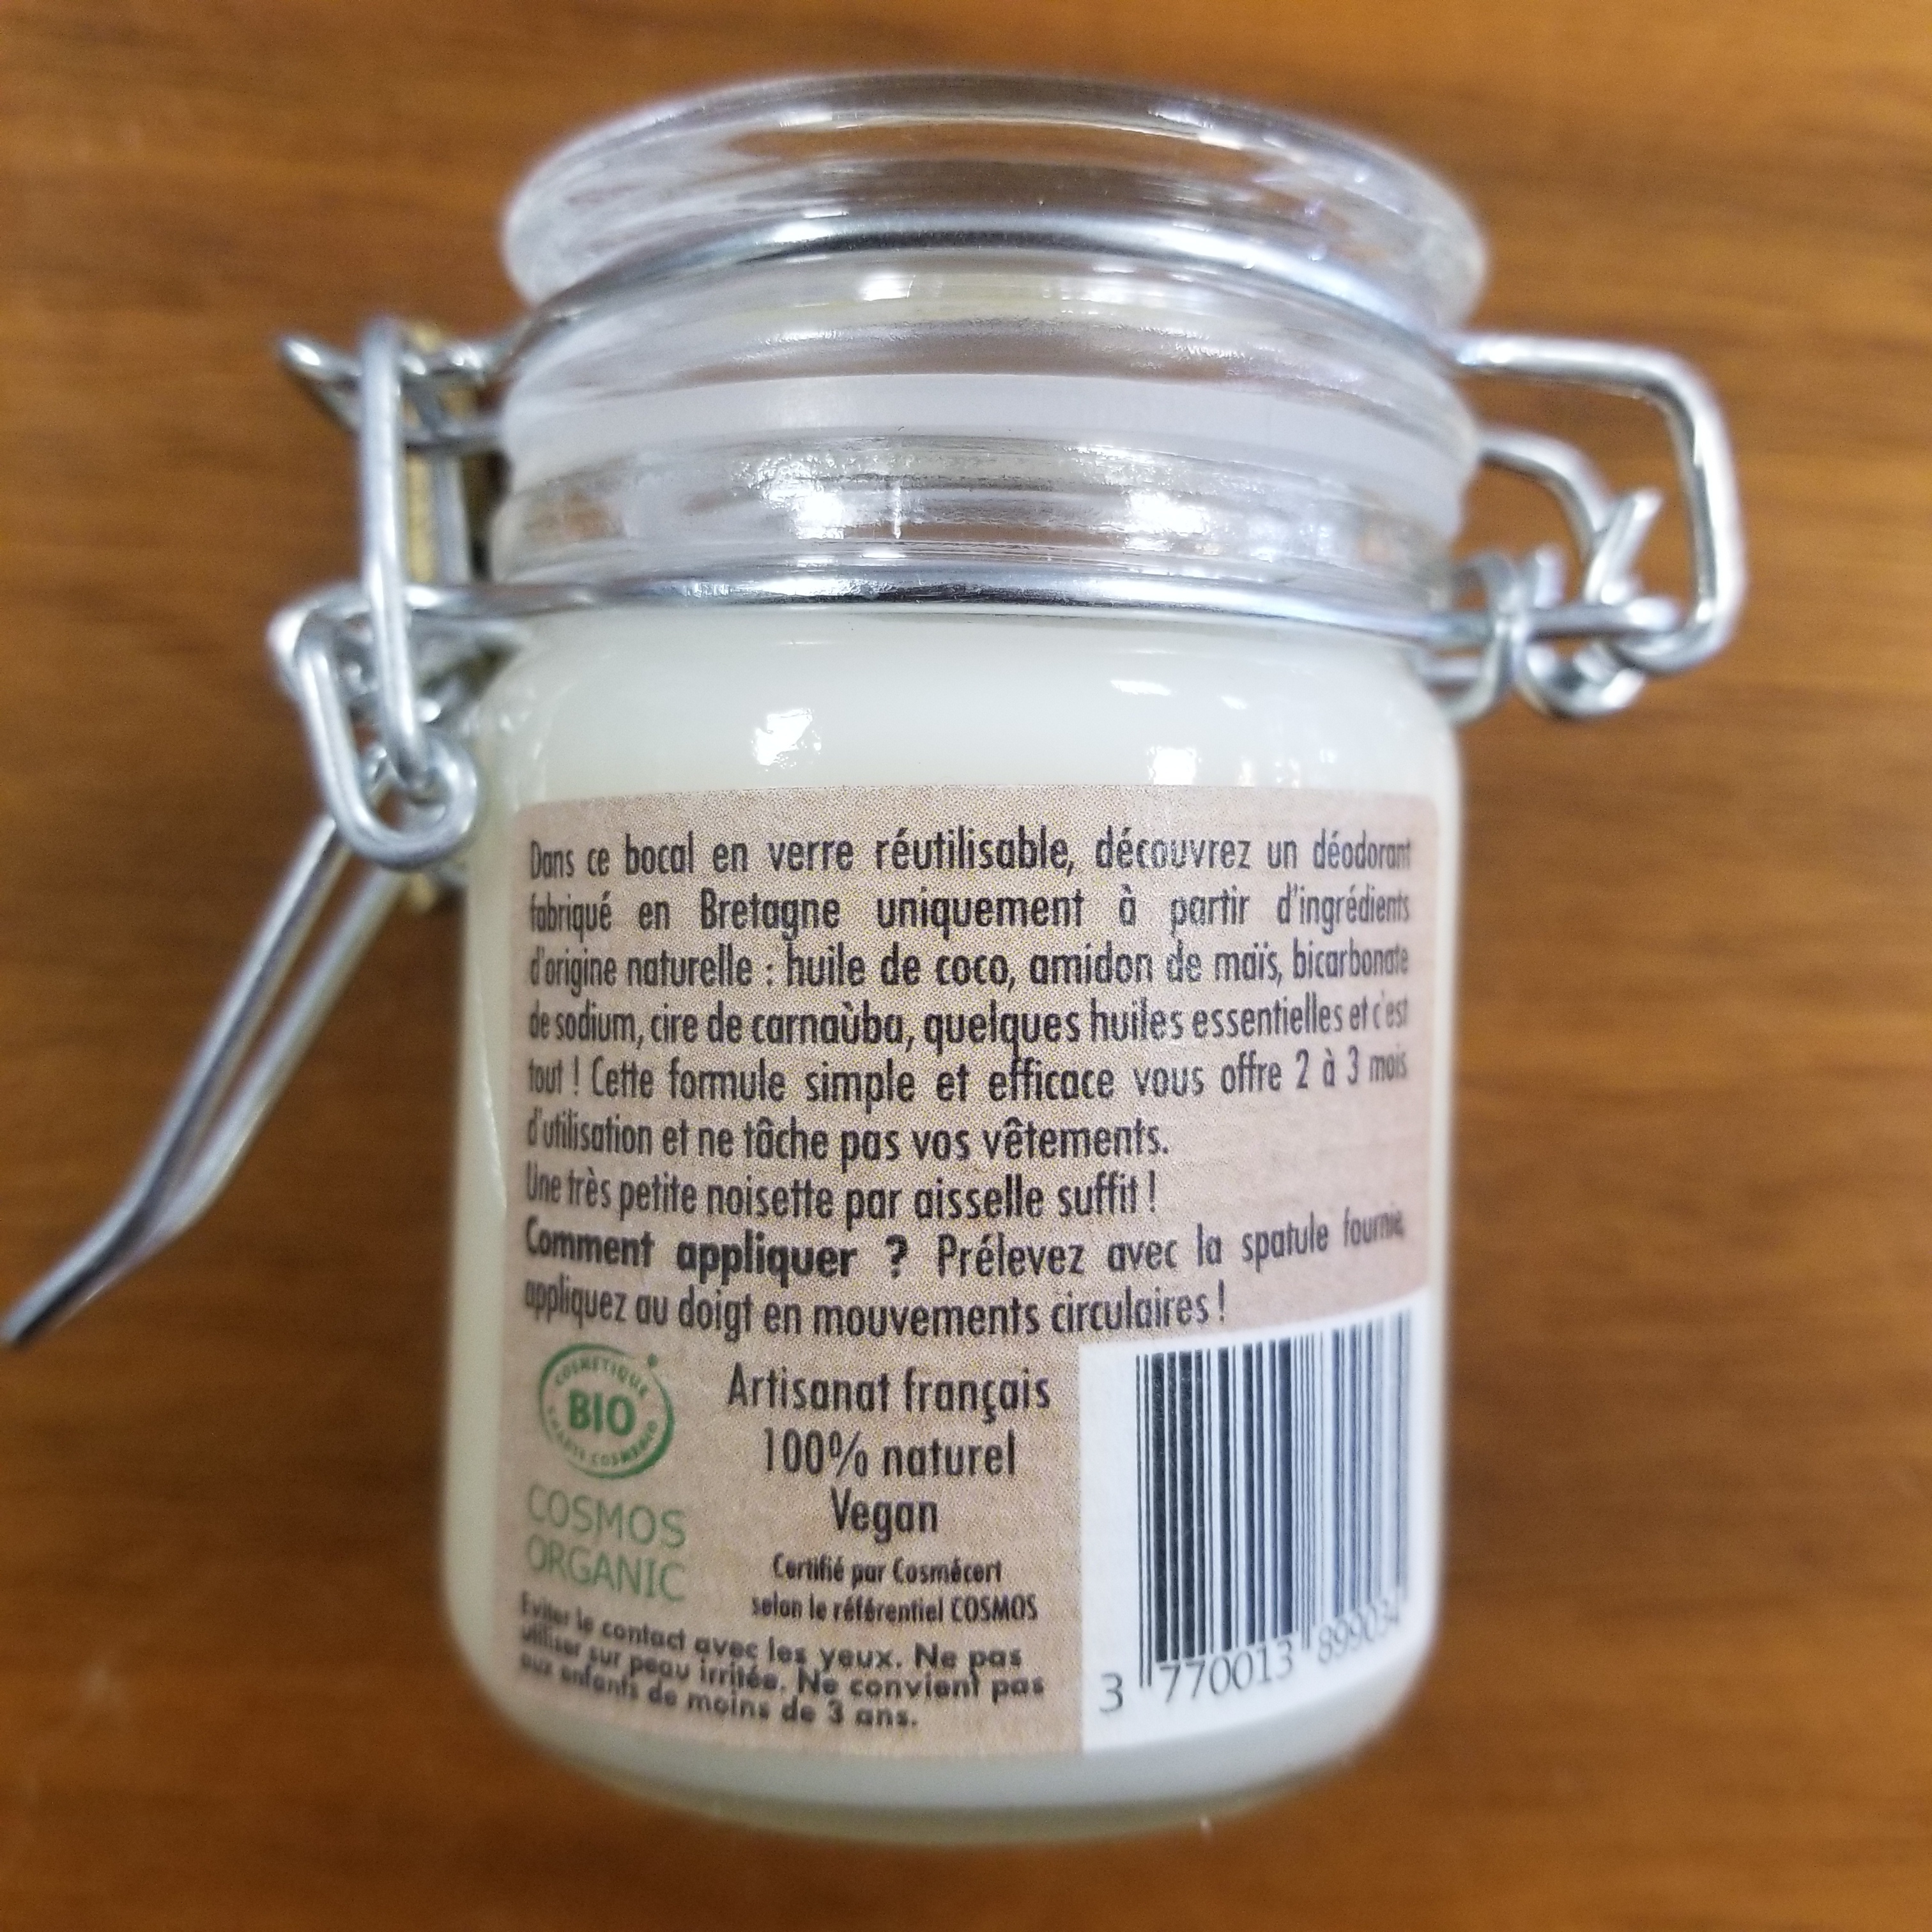 Dans ce bocal en verre réutilisable, découvrez un déodorant
fabriqué en Bretagne uniquement à partir d'ingrédients
d'origine naturelle : huile de coco, amidon de maïs, bicarbonate
de sodium, cire de carnaùba, quelques huiles essentielles et c'est
tout ! Cette formule simple et efficace vous offre 2 à 3 mois
d'utilisation et ne tâche pas vos vêtements.
Une très petite noisette par aisselle suffit !
Comment appliquer ? Prélevez avec la spatule fournie,
appliquez au doigt en mouvements circulaires !
COSMETIQUE
BIO
COSMOS
ORGANIC
Artisanat français
100% naturel
Vegan
Certifié par Cosmécert
selon le référentiel COSMOS
Eviter le contact avec les yeux. Ne pas
utiliser sur peau irritée. Ne convient pas
aux enfants de moins de 3 ans.
3 770013 899034